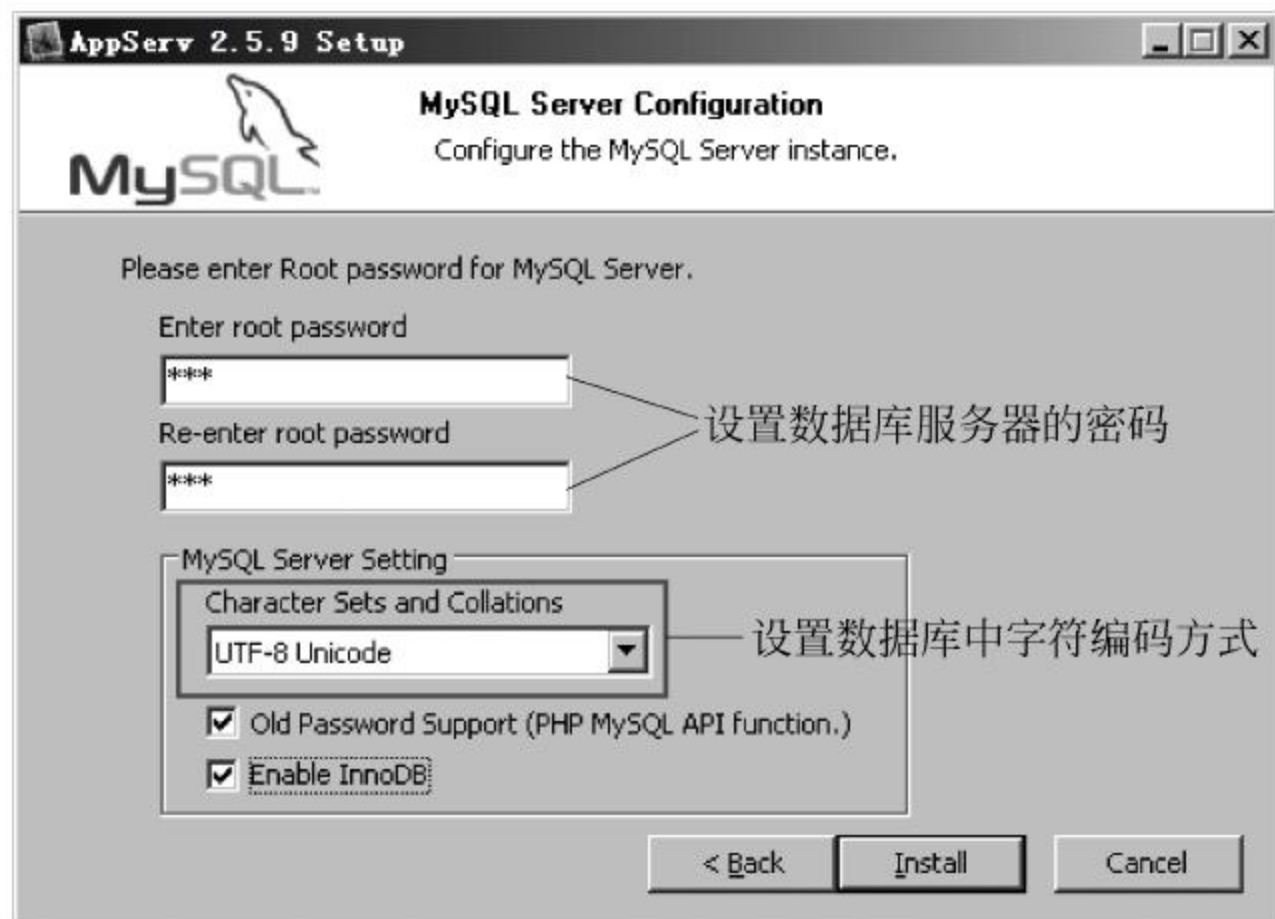 AppServ 2.5.9 Setup
MySQL
MySQL Server Configuration
Configure the MySQL Server instance.
Please enter Root password for MySQL Server.
Enter root password
***
设置数据库服务器的密码
Re-enter root password
***
MySQL Server Setting
Character Sets and Collations
UTF-8 Unicode
设置数据库中字符编码方式
Old Password Support (PHP MySQL API function.)
Enable InnoDB
< Back
Install
Cancel